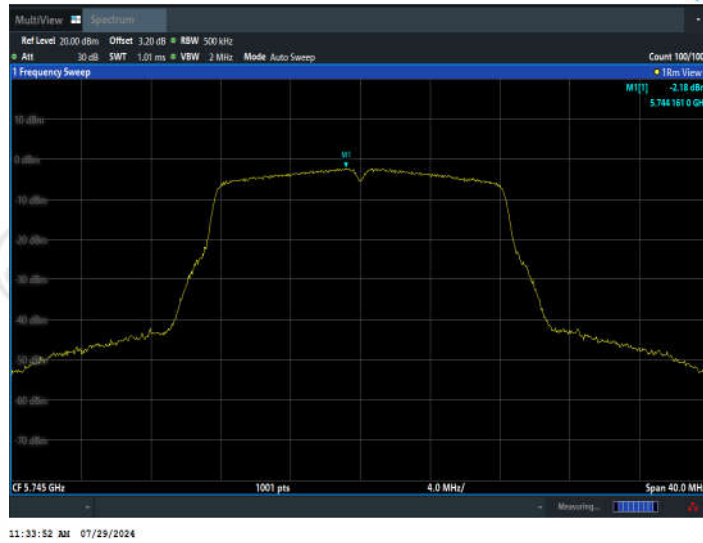 MultiView Spectrum
Ref Level 20.00 dBm Offset 3.20 dB RBW 500 kHz
Att 30 dB SWT 1.01 ms VBW 2 MHz Mode Auto Sweep Count 100/100
1 Frequency Sweep 1Rm View
M1[1] -2.18 dBm
5.744 161 0 GH
10 dBm
M1
0 dBm
-10 dBm
-20 dBm
-30 dBm
-40 dBm
-50 dBm
-60 dBm
-70 dBm
CF 5.745 GHz 1001 pts 4.0 MHz/ Span 40.0 MH
Measuring...
11:33:52 AM 07/29/2024